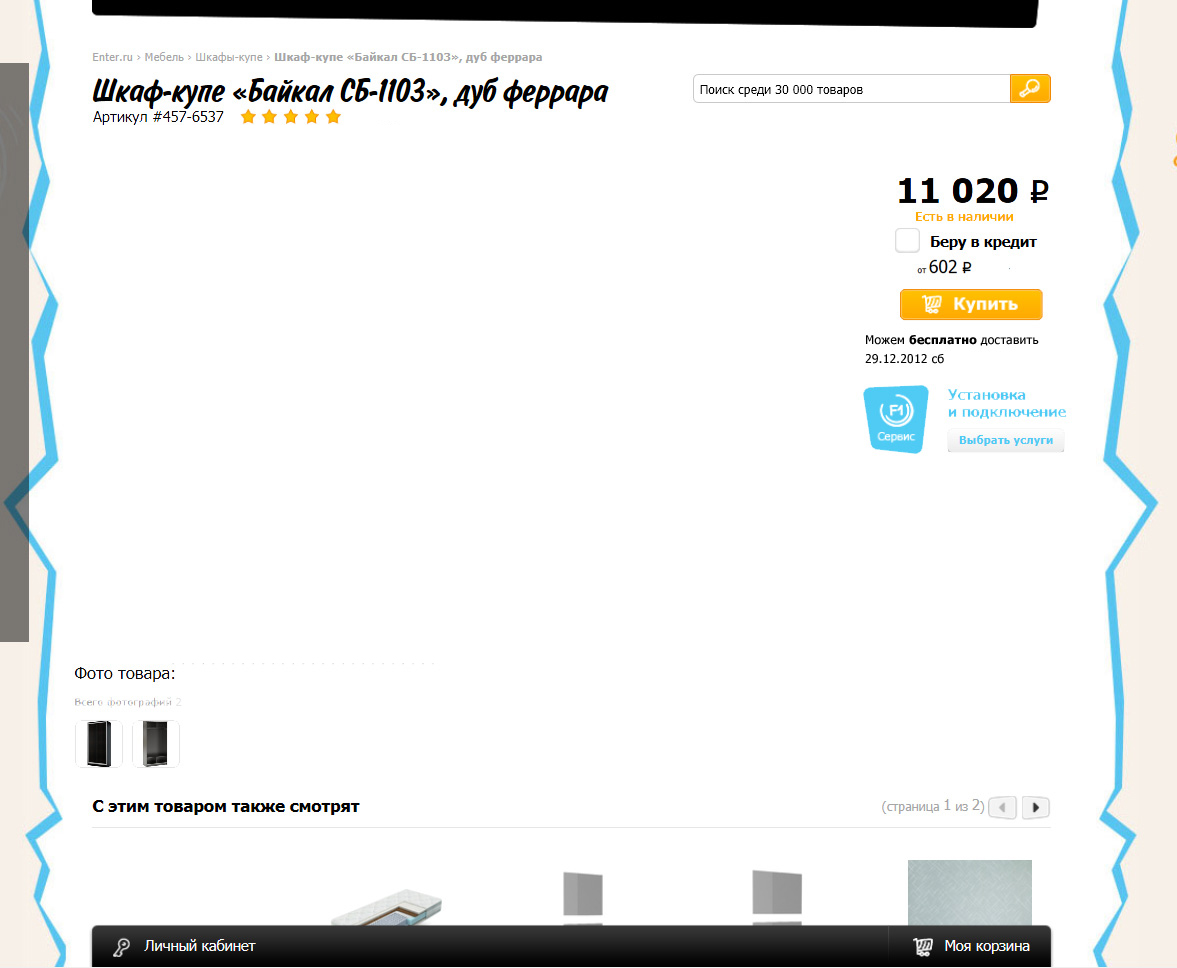 Enter.ru › Мебель › Шкафы-купе › Шкаф-купе «Байкал СБ-1103», дуб феррара
Шкаф-купе «Байкал СБ-1103», дуб феррара
Поиск среди 30 000 товаров
Артикул #457-6537
11 020 ₽
Есть в наличии
Беру в кредит
от 602 ₽
Купить
Можем бесплатно доставить
29.12.2012 сб
F1
Сервис
Установка
и подключение
Выбрать услуги
Фото товара:
Всего фотографий 2
С этим товаром также смотрят
(страница 1 из 2)
Личный кабинет
Моя корзина